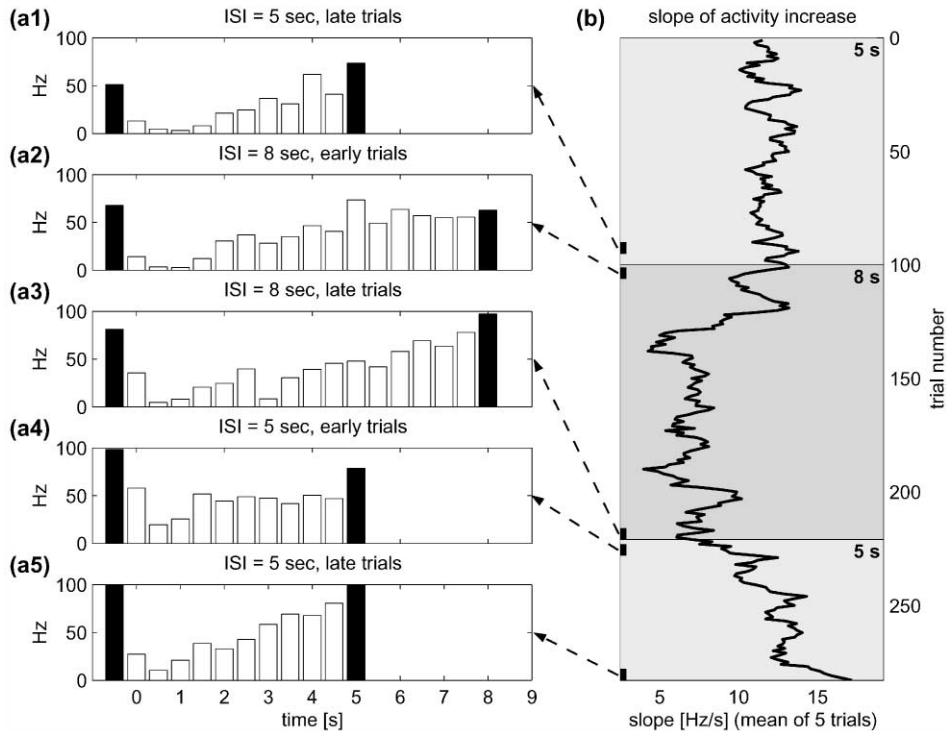 (a1) ISI = 5 sec, late trials
100
50
0
Hz
(a2) ISI = 8 sec, early trials
100
50
0
Hz
(a3) ISI = 8 sec, late trials
100
50
0
Hz
(a4) ISI = 5 sec, early trials
100
50
0
Hz
(a5) ISI = 5 sec, late trials
100
50
0
Hz
0 1 2 3 4 5 6 7 8 9
time [s]
(b) slope of activity increase
5 s
8 s
5 s
0
50
100
150
200
250
trial number
5 10 15
slope [Hz/s] (mean of 5 trials)